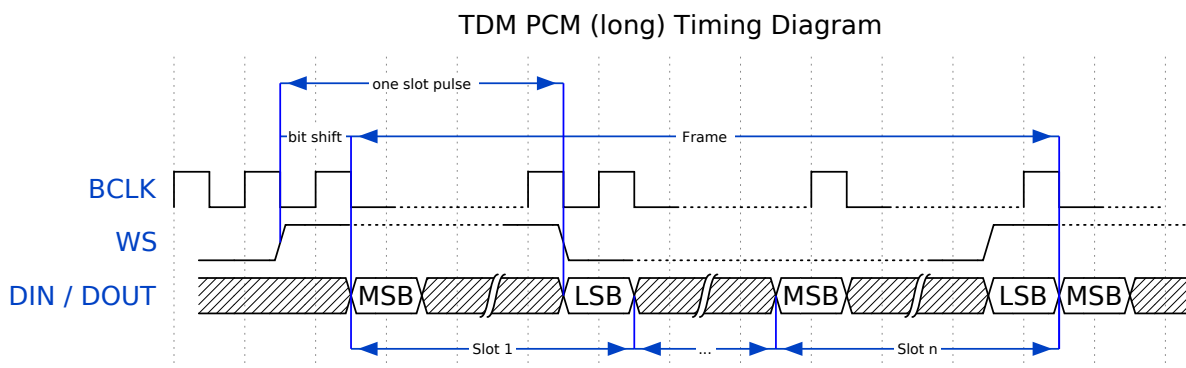 TDM PCM (long) Timing Diagram
one slot pulse
bit shift
Frame
BCLK
WS
DIN / DOUT
MSB
LSB
MSB
LSB
MSB
Slot 1
...
Slot n